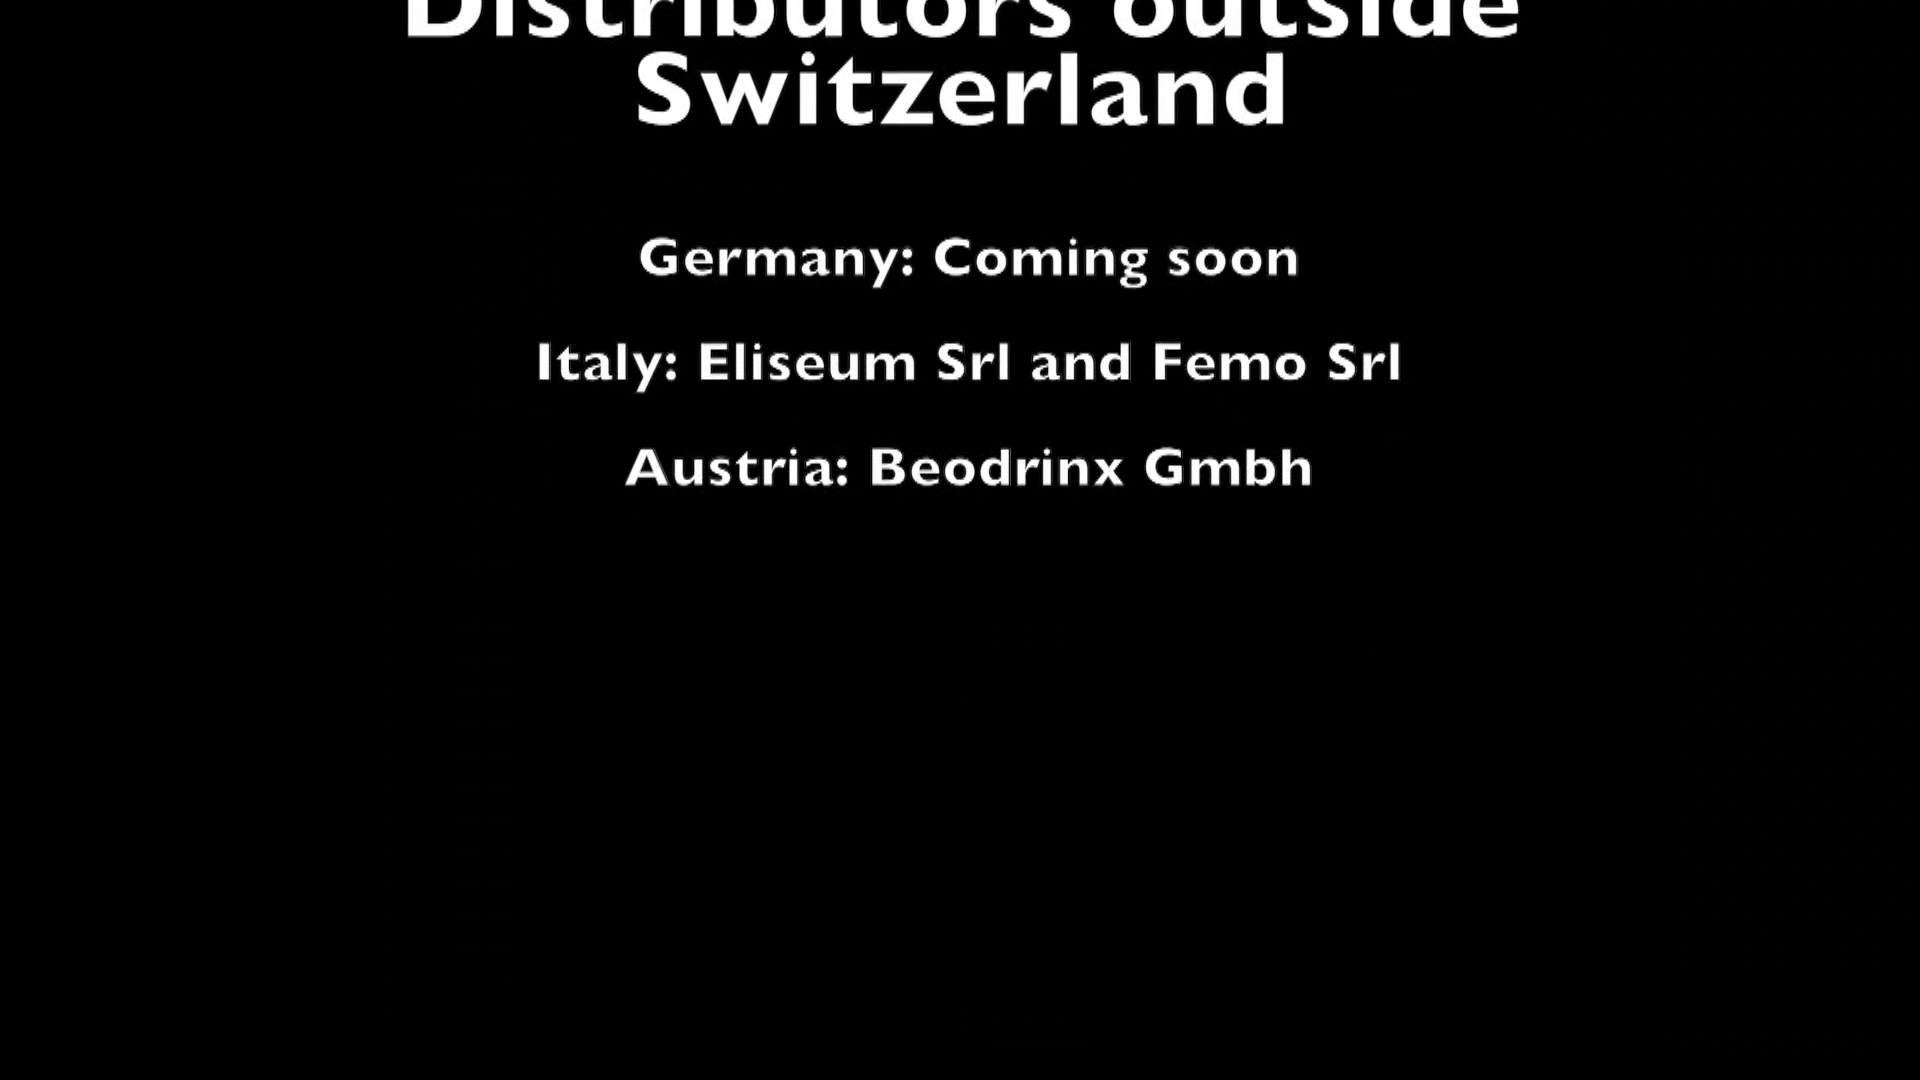 Distributors outside
Switzerland
Germany: Coming soon
Italy: Eliseum Srl and Femo Srl
Austria: Beodrinx Gmbh